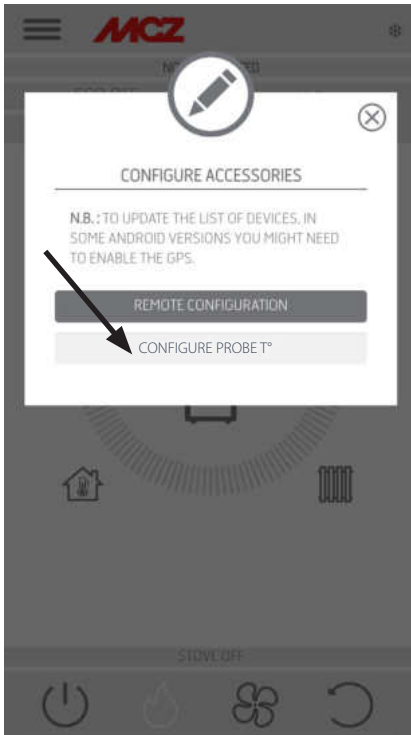 MCZ
CONFIGURE ACCESSORIES
N.B. : TO UPDATE THE LIST OF DEVICES, IN
SOME ANDROID VERSIONS YOU MIGHT NEED
TO ENABLE THE GPS.
REMOTE CONFIGURATION
CONFIGURE PROBE T°
STOVE OFF